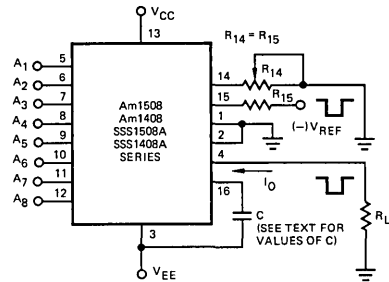 VCC
13
R14 = R15
A1 5
A2 6
A3 7
A4 8
A5 9
A6 10
A7 11
A8 12
Am1508
Am1408
SSS1508A
SSS1408A
SERIES
14
R14
15
R15
(−)VREF
1
2
4
IO
16
C
(SEE TEXT FOR
VALUES OF C)
RL
3
VEE